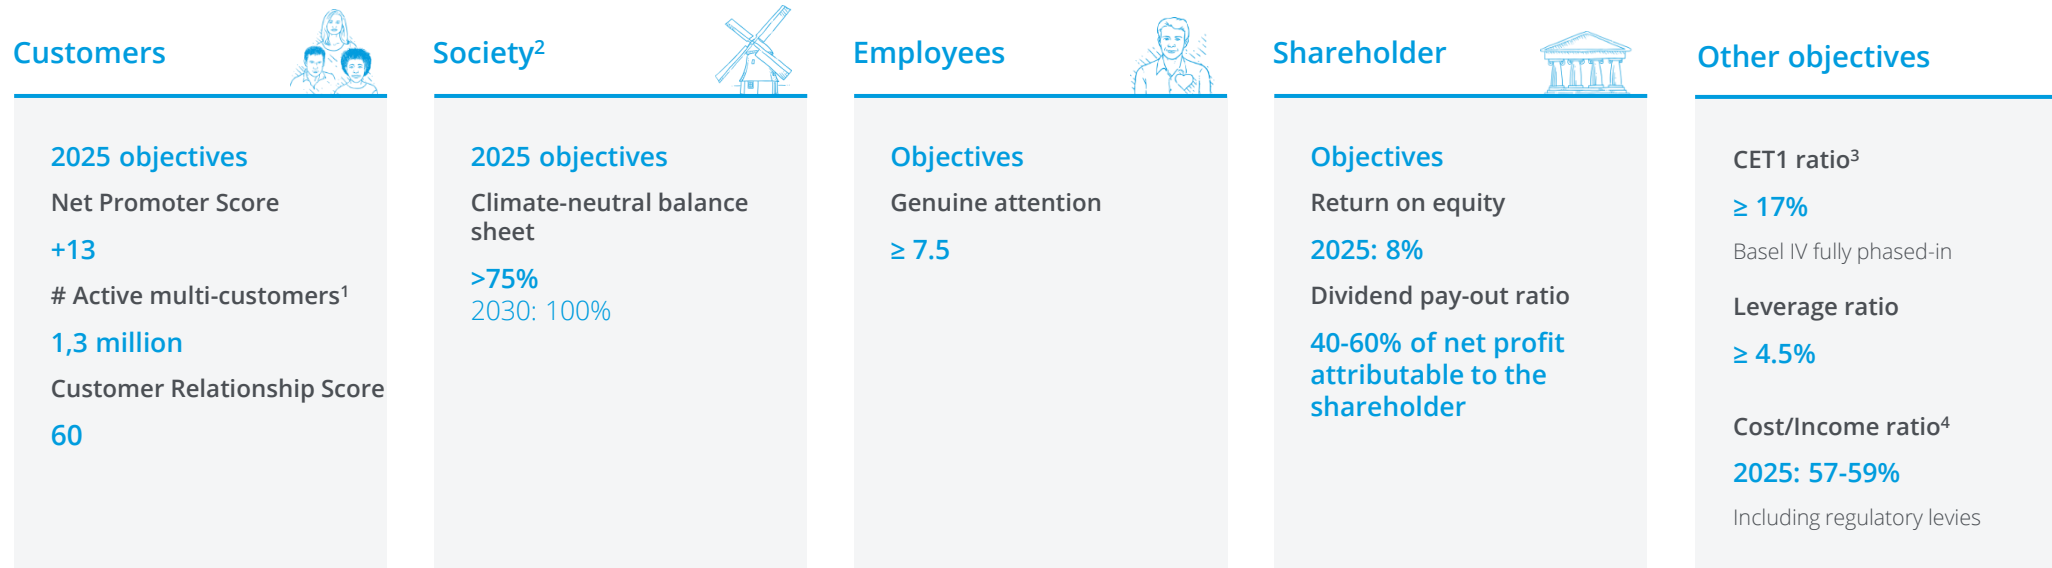 Customers
2025 objectives
Net Promoter Score
+13
# Active multi-customers¹
1,3 million
Customer Relationship Score
60
Society²
2025 objectives
Climate-neutral balance
sheet
>75%
2030: 100%
Employees
Objectives
Genuine attention
≥ 7.5
Shareholder
Objectives
Return on equity
2025: 8%
Dividend pay-out ratio
40-60% of net profit
attributable to the
shareholder
Other objectives
CET1 ratio³
≥ 17%
Basel IV fully phased-in
Leverage ratio
≥ 4.5%
Cost/Income ratio⁴
2025: 57-59%
Including regulatory levies